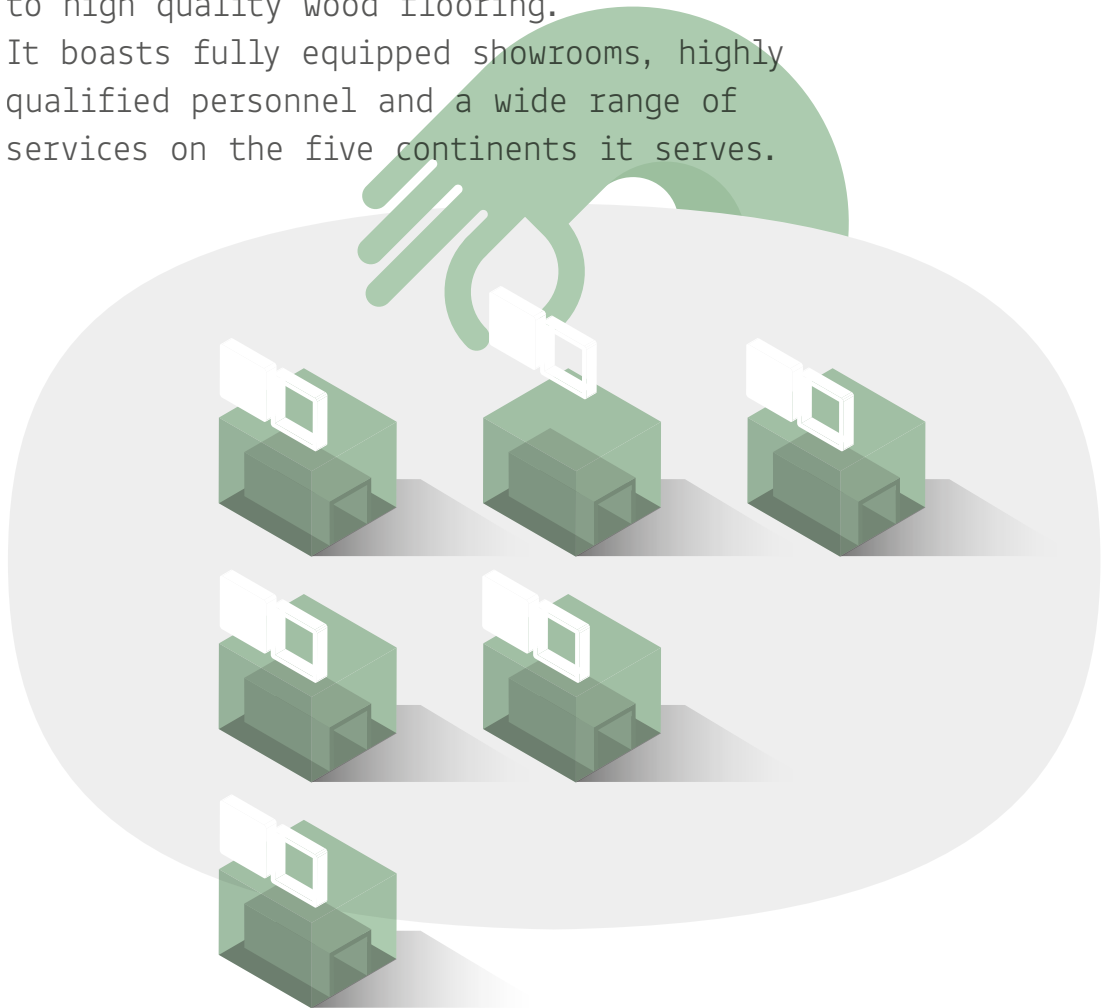 to high quality wood flooring.
It boasts fully equipped showrooms, highly
qualified personnel and a wide range of
services on the five continents it serves.